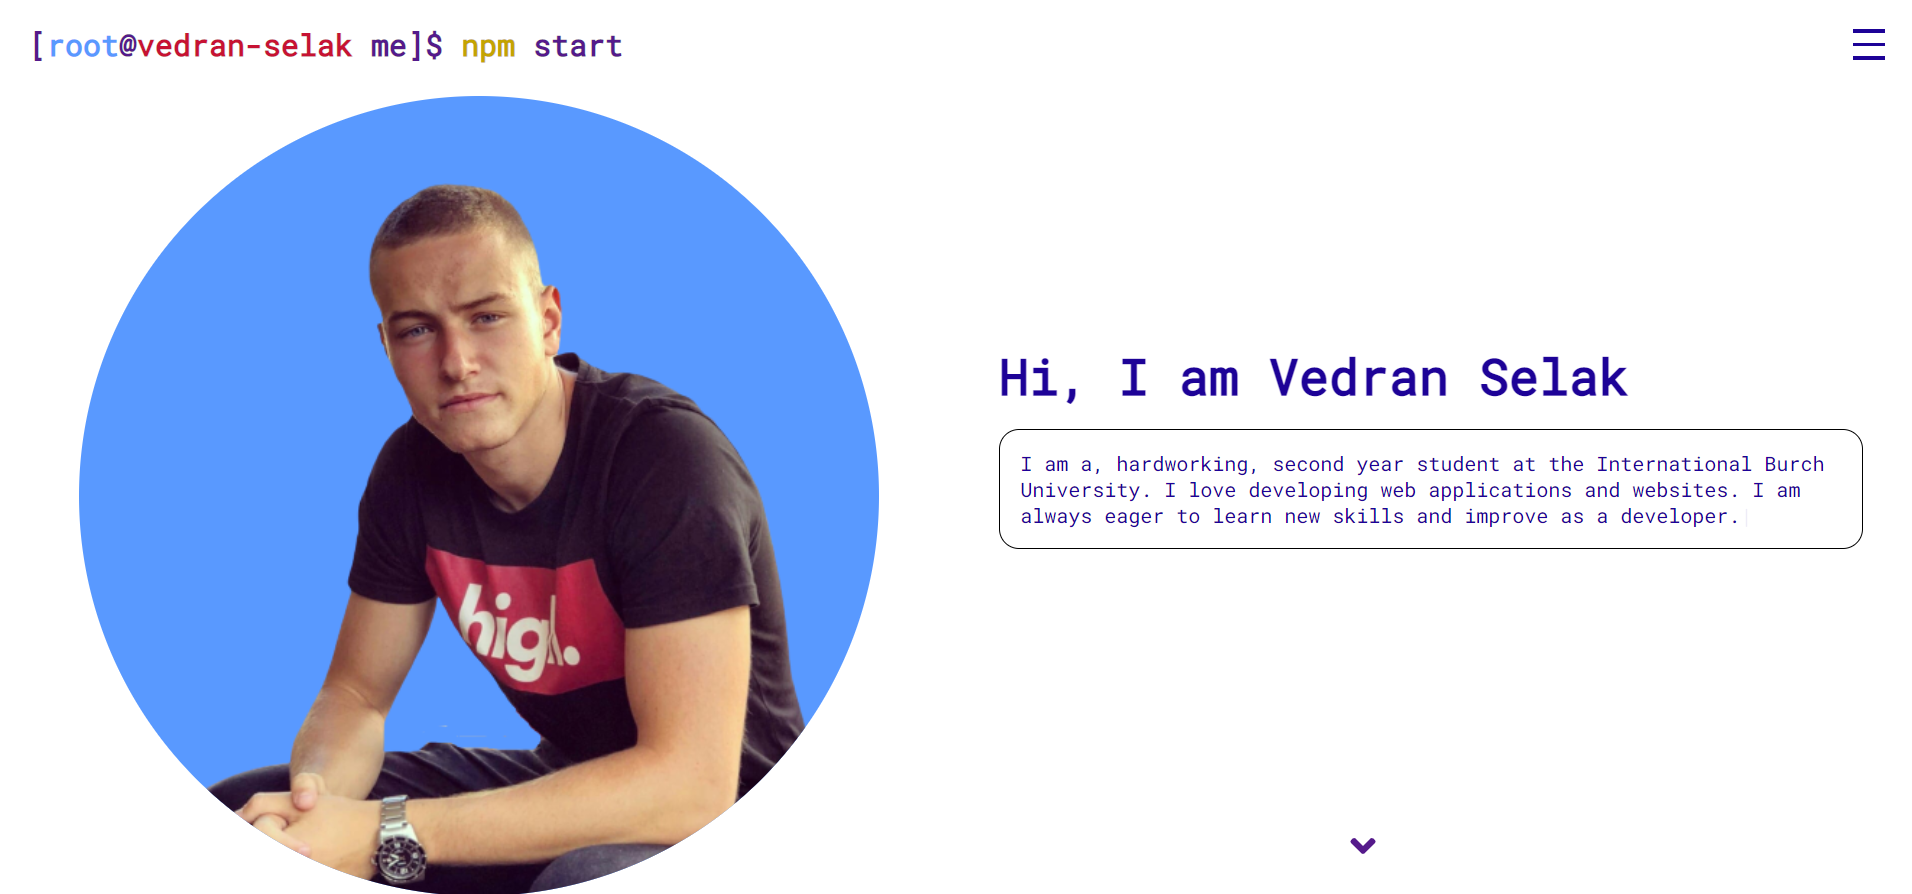 [root@vedran-selak me]$ npm start
Hi, I am Vedran Selak
I am a, hardworking, second year student at the International Burch
University. I love developing web applications and websites. I am
always eager to learn new skills and improve as a developer.
high.